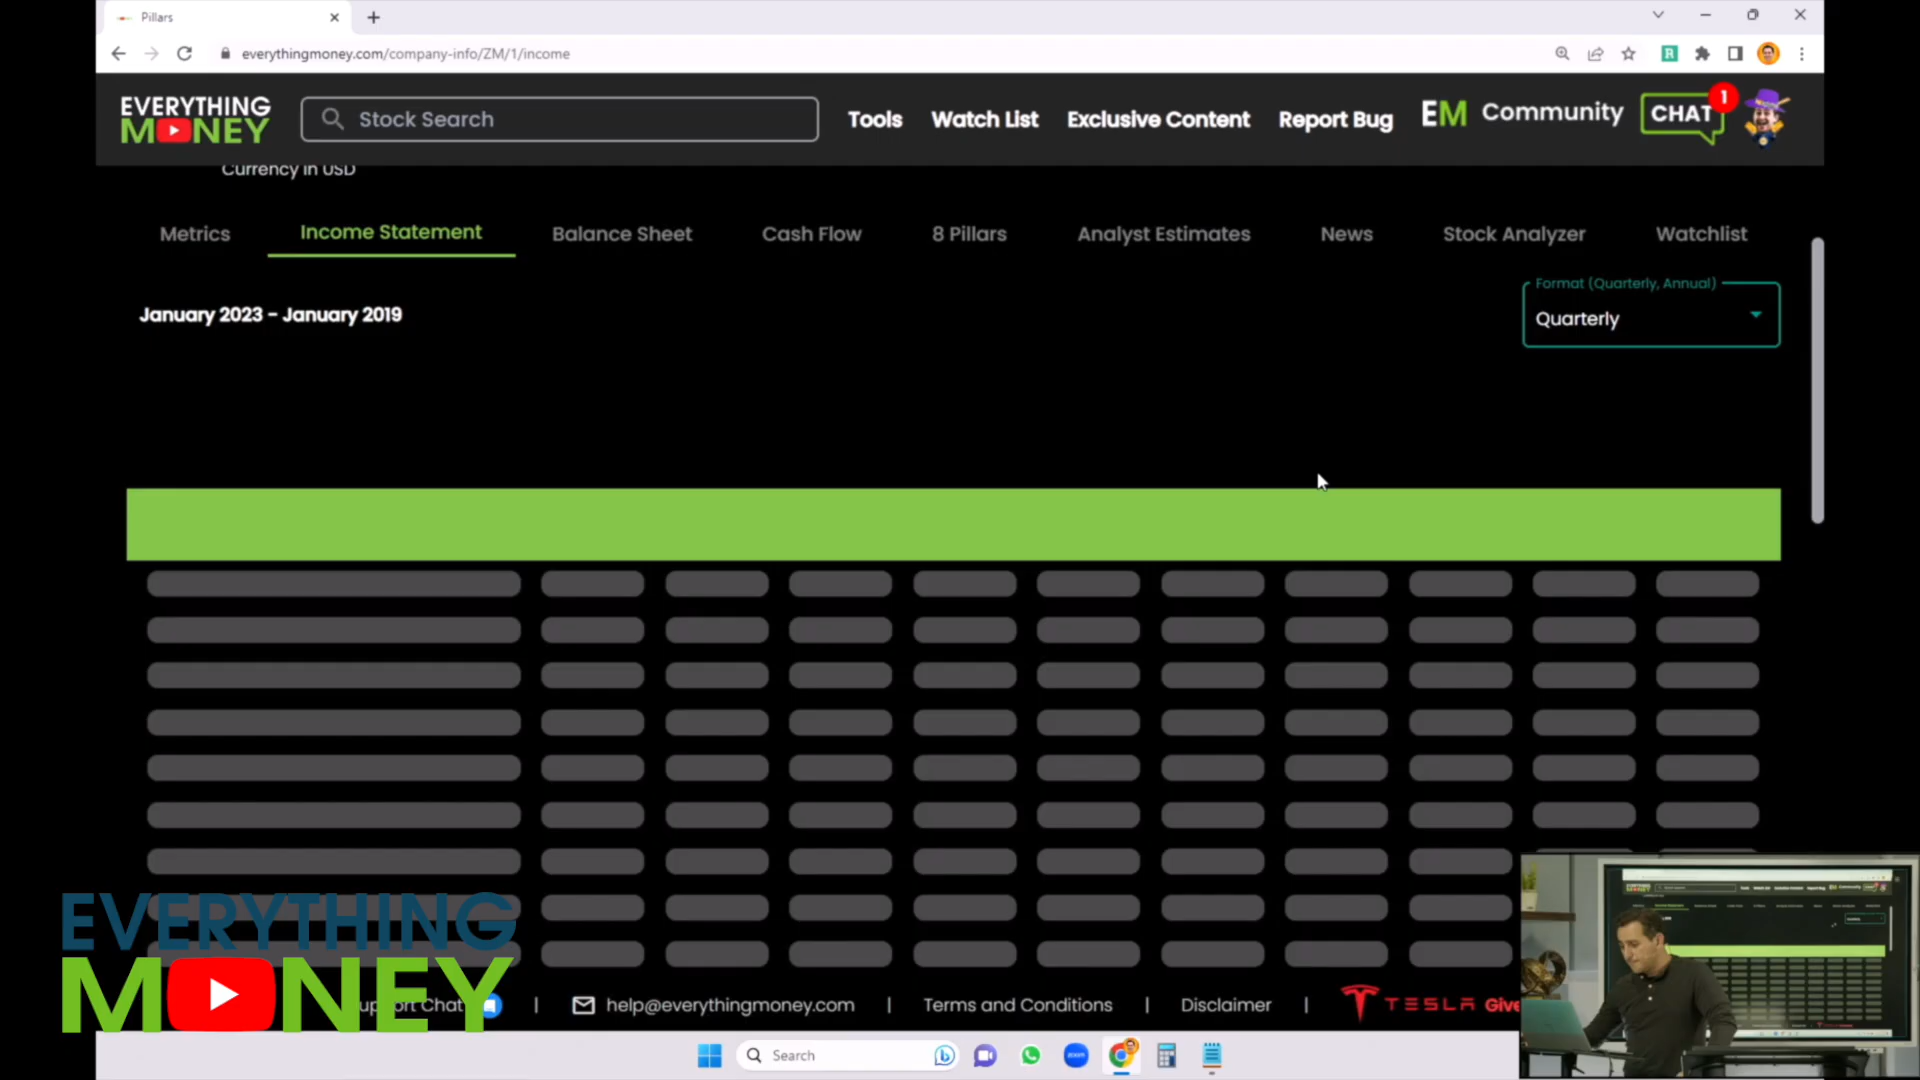 Pillars
everythingmoney.com/company-info/ZM/1/income
EVERYTHING
MONEY
Stock Search
Tools
Watch List
Exclusive Content
Report Bug
EM Community
CHAT
1
Currency in USD
Metrics
Income Statement
Balance Sheet
Cash Flow
8 Pillars
Analyst Estimates
News
Stock Analyzer
Watchlist
January 2023 - January 2019
Format (Quarterly, Annual)
Quarterly
EVERYTHING
MONEY
Chat
|
help@everythingmoney.com
|
Terms and Conditions
|
Disclaimer
|
TESLA Give
Search
zoom